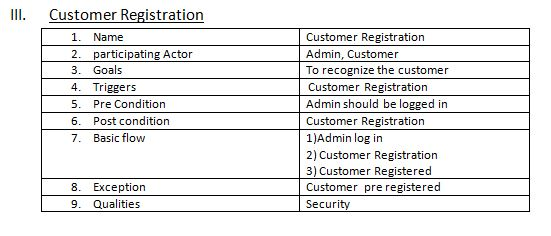 III. Customer Registration
1. Name Customer Registration
2. participating Actor Admin, Customer
3. Goals To recognize the customer
4. Triggers Customer Registration
5. Pre Condition Admin should be logged in
6. Post condition Customer Registration
7. Basic flow 1)Admin log in
2) Customer Registration
3) Customer Registered
8. Exception Customer pre registered
9. Qualities Security